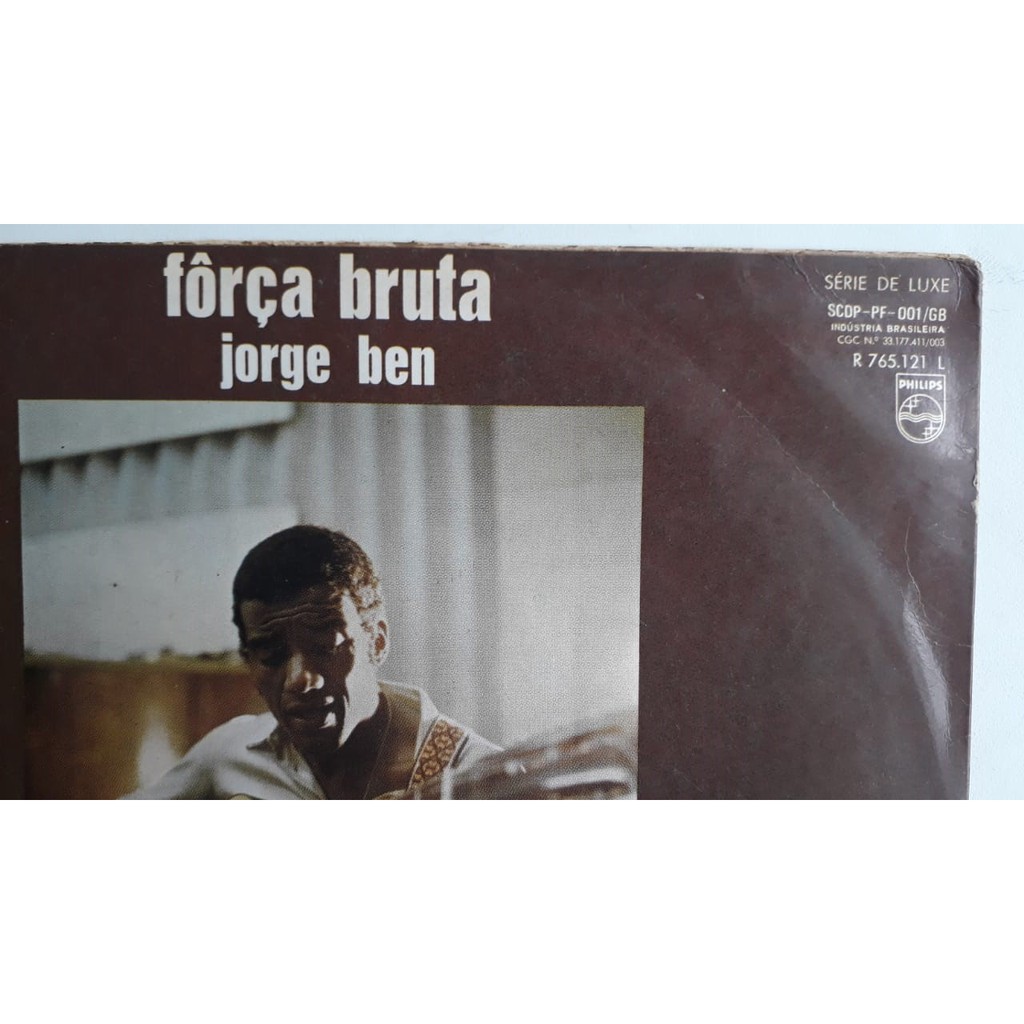 fôrça bruta
jorge ben
SÉRIE DE LUXE
SCDP-PF-001/GB
INDÚSTRIA BRASILEIRA
CGC N.º 33.177.411/003
R 765.121 L
PHILIPS